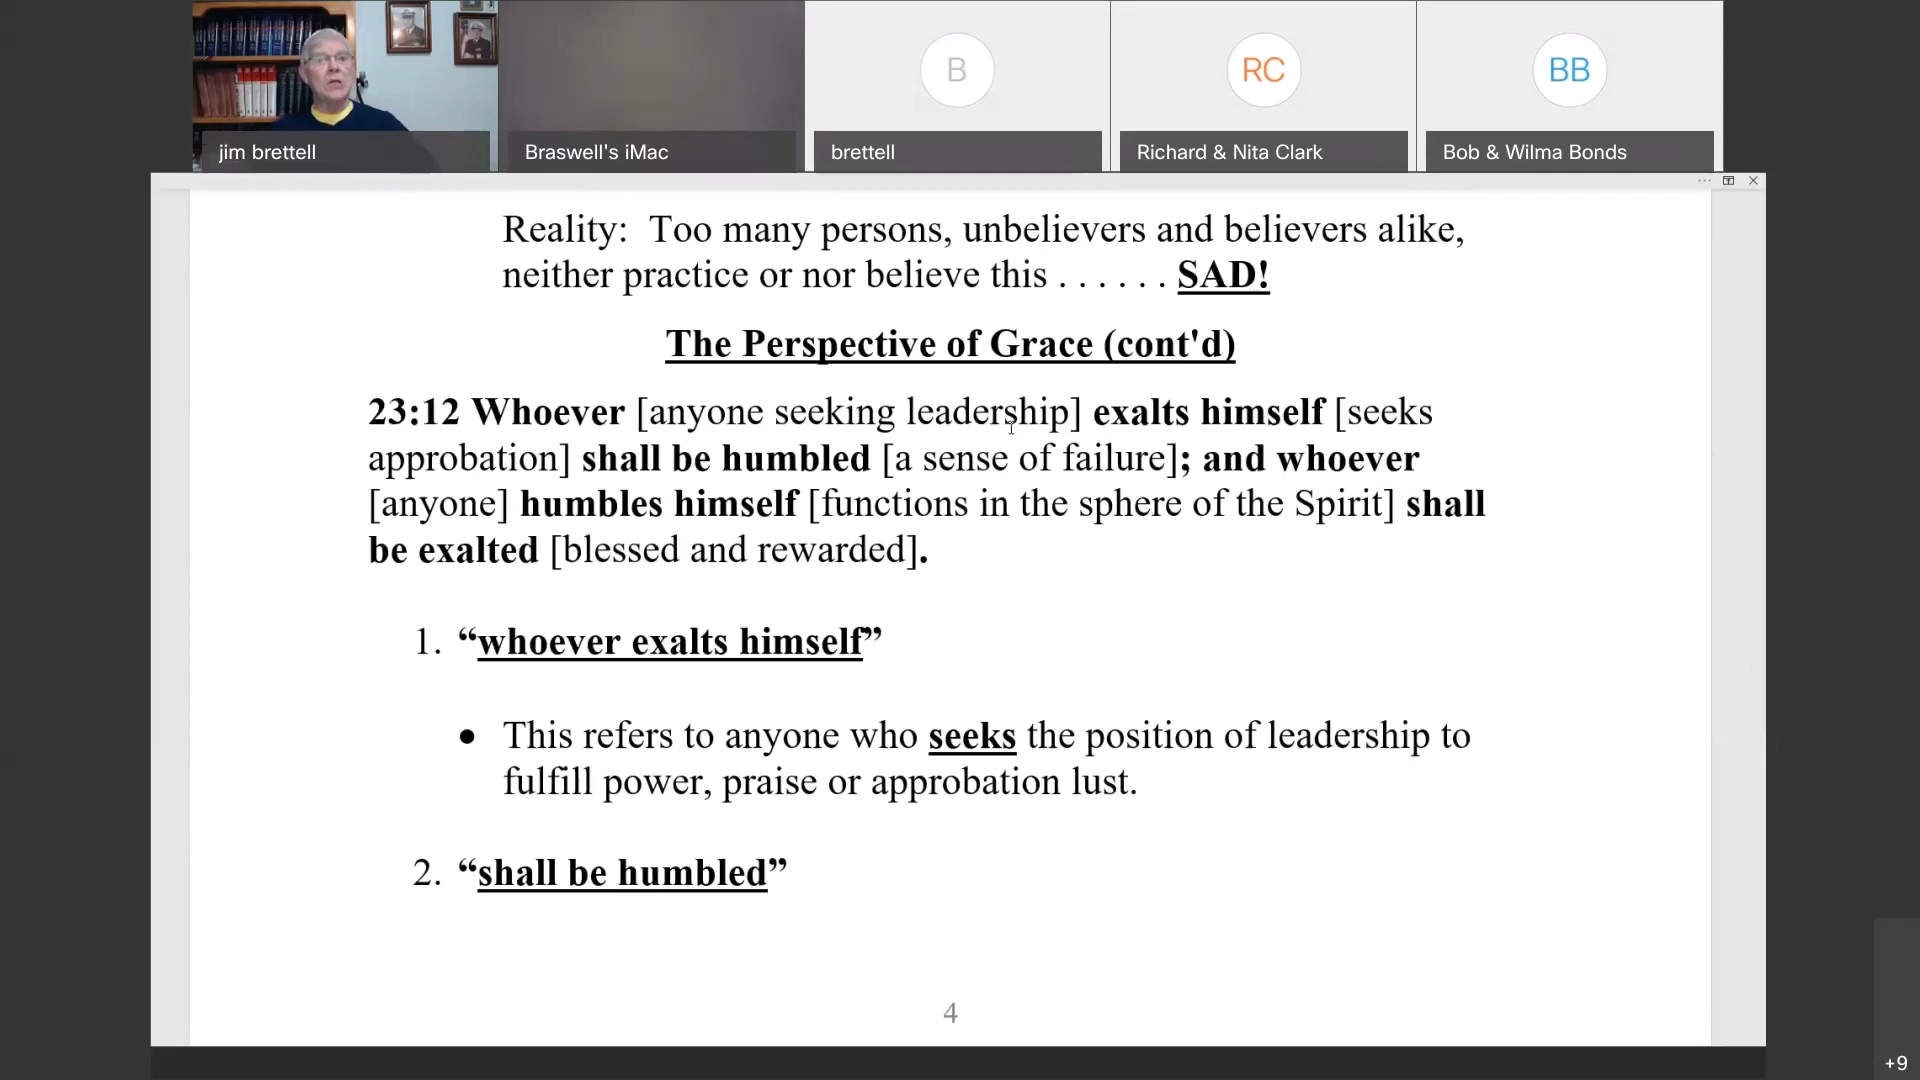 B
RC
BB
jim brettell
Braswell's iMac
brettell
Richard & Nita Clark
Bob & Wilma Bonds
Reality: Too many persons, unbelievers and believers alike,
neither practice or nor believe this . . . . . . SAD!
The Perspective of Grace (cont'd)
23:12 Whoever [anyone seeking leadership] exalts himself [seeks
approbation] shall be humbled [a sense of failure]; and whoever
[anyone] humbles himself [functions in the sphere of the Spirit] shall
be exalted [blessed and rewarded].
1. “whoever exalts himself”
• This refers to anyone who seeks the position of leadership to
fulfill power, praise or approbation lust.
2. “shall be humbled”
4
+9